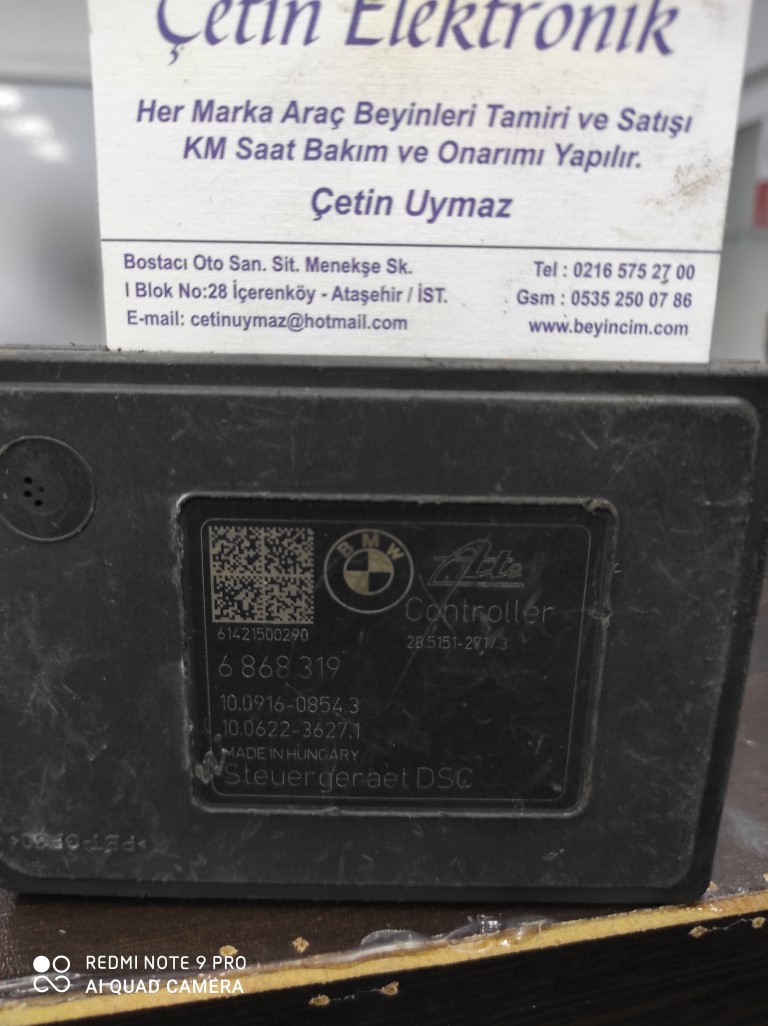 Çetin Elektronik
Her Marka Araç Beyinleri Tamiri ve Satışı
KM Saat Bakım ve Onarımı Yapılır.
Çetin Uymaz
Bostacı Oto San. Sit. Menekşe Sk.
I Blok No:28 İçerenköy - Ataşehir / İST.
E-mail: cetinuymaz@hotmail.com
Tel : 0216 575 27 00
Gsm : 0535 250 07 86
www.beyincim.com
BMW
Ate
Controller
61421500290
28.5151-2717.3
6 868 319
10.0916-0854.3
10.0622-3627.1
MADE IN HUNGARY
Steuergeraet DSC
REDMI NOTE 9 PRO
AI QUAD CAMERA